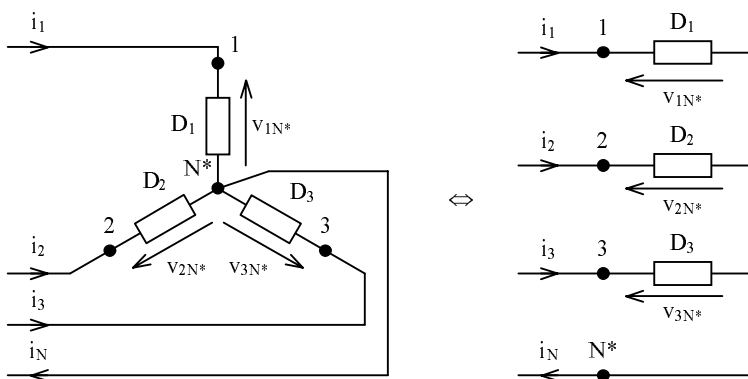 i1
1
D1
v1N*
N*
D2
D3
2
3
i2
v2N*
v3N*
i3
iN
⇔
i1
1
D1
v1N*
i2
2
D2
v2N*
i3
3
D3
v3N*
iN
N*